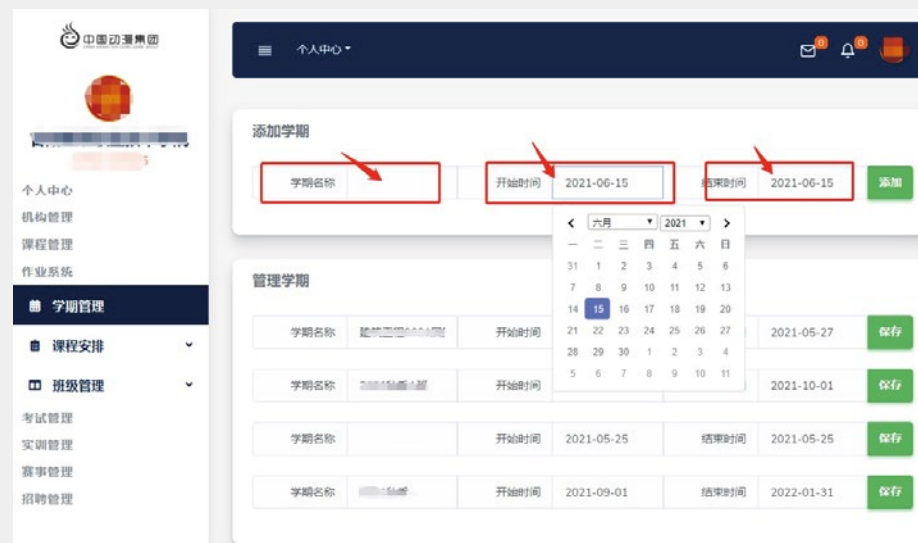 中国动漫集团
个人中心
0
0
5
个人中心
机构管理
课程管理
作业系统
学期管理
课程安排
班级管理
考试管理
实训管理
赛事管理
招聘管理
添加学期
学期名称 开始时间 2021-06-15 结束时间 2021-06-15 添加
六月 2021
一 二 三 四 五 六 日
31 1 2 3 4 5 6
7 8 9 10 11 12 13
14 15 16 17 18 19 20
21 22 23 24 25 26 27
28 29 30 1 2 3 4
5 6 7 8 9 10 11
管理学期
学期名称 开始时间 2021-05-27 保存
学期名称 开始时间 2021-10-01 保存
学期名称 开始时间 2021-05-25 结束时间 2021-05-25 保存
学期名称 开始时间 2021-09-01 结束时间 2022-01-31 保存